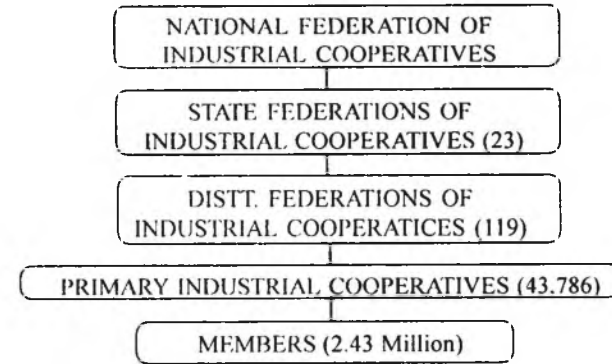 NATIONAL FEDERATION OF
INDUSTRIAL COOPERATIVES
STATE FEDERATIONS OF
INDUSTRIAL COOPERATIVES (23)
DISTT. FEDERATIONS OF
INDUSTRIAL COOPERATICES (119)
PRIMARY INDUSTRIAL COOPERATIVES (43.786)
MEMBERS (2.43 Million)